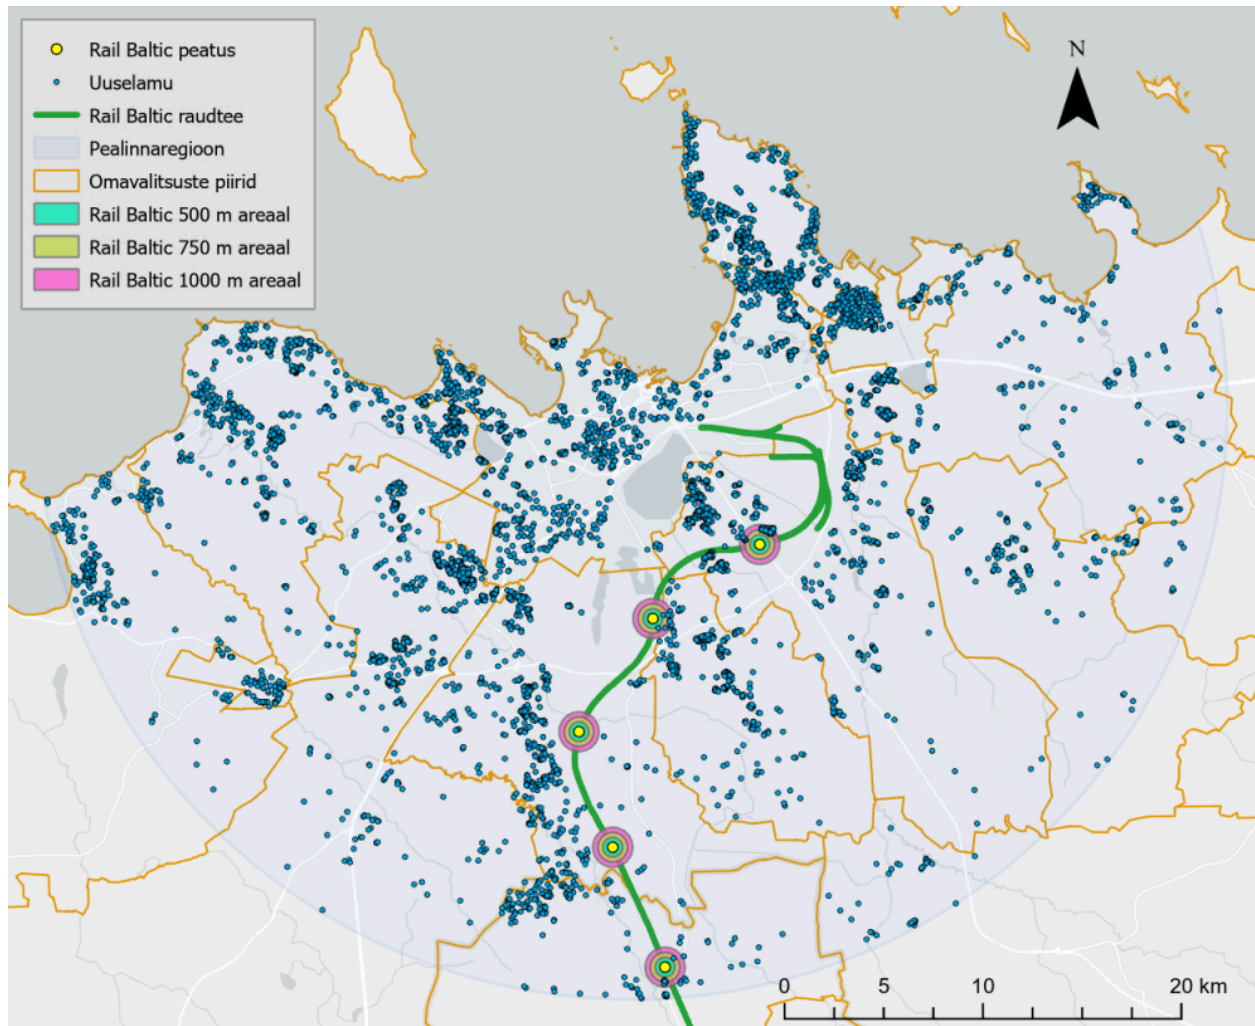 Rail Baltic peatus
Uuselamu
Rail Baltic raudtee
Pealinnaregioon
Omavalitsuste piirid
Rail Baltic 500 m areaal
Rail Baltic 750 m areaal
Rail Baltic 1000 m areaal
N
0 5 10 20 km